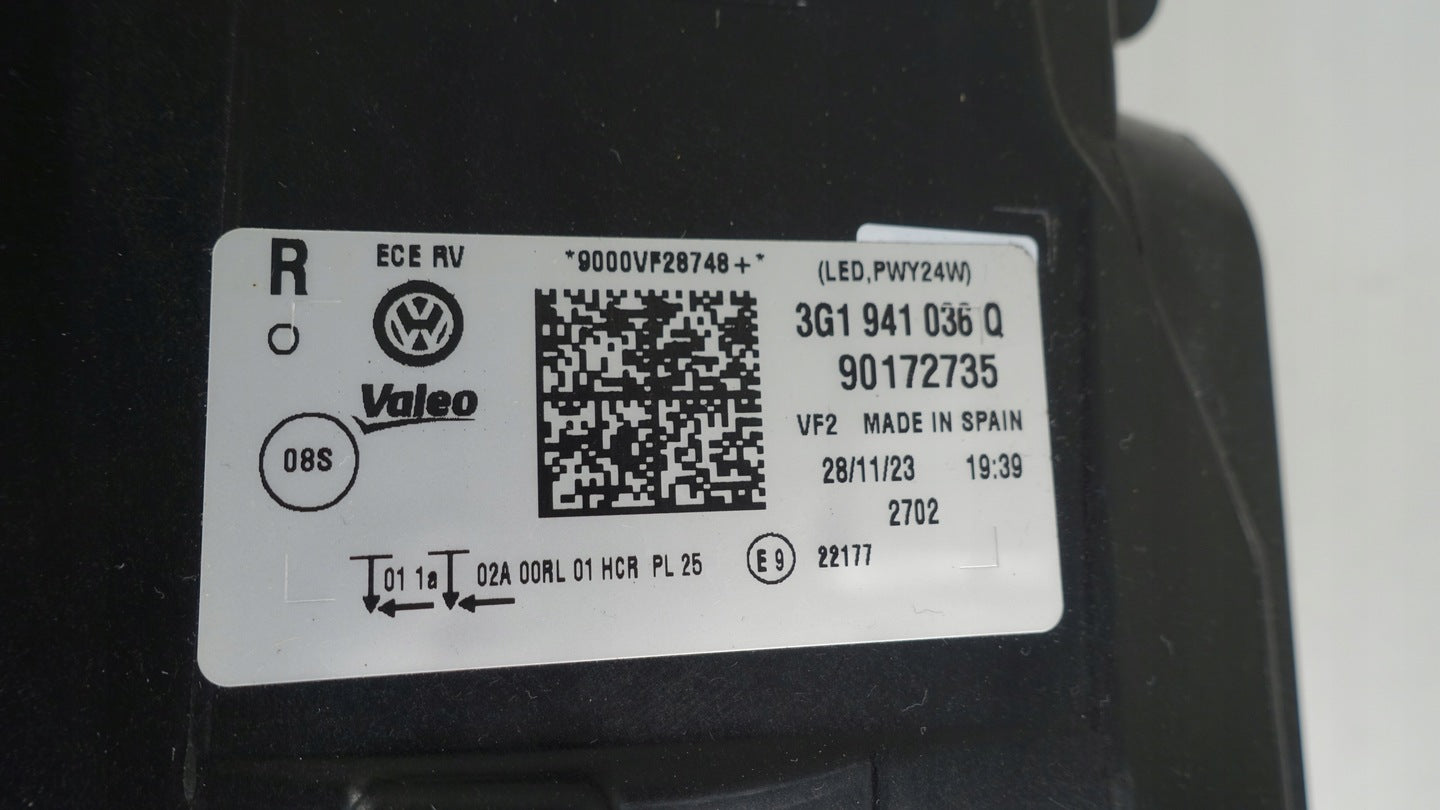 R
ECE RV
*9000VF28748+*
(LED,PWY24W)
3G1 941 036 Q
90172735
Valeo
08S
VF2 MADE IN SPAIN
28/11/23 19:39
2702
01 1a 02A 00RL 01 HCR PL 25
E9 22177